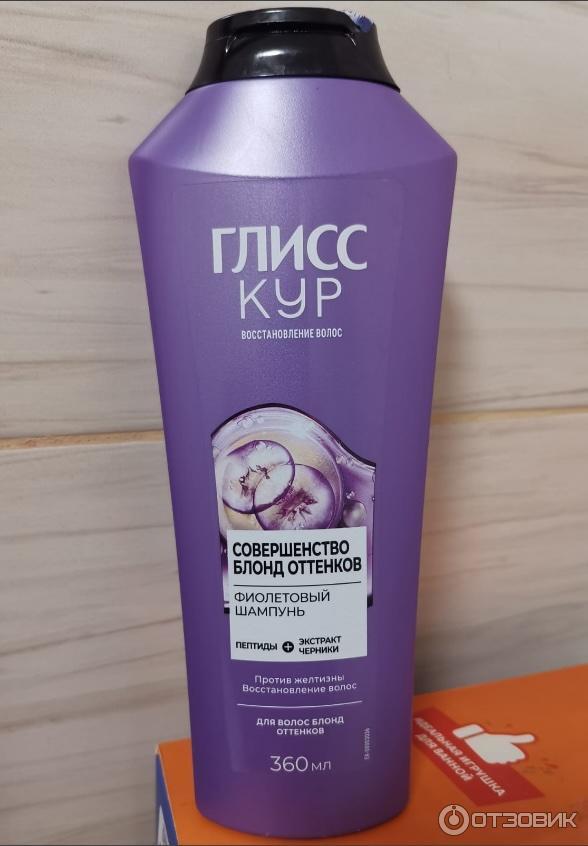 ГЛИСС
КУР
ВОССТАНОВЛЕНИЕ ВОЛОС
СОВЕРШЕНСТВО
БЛОНД ОТТЕНКОВ
ФИОЛЕТОВЫЙ
ШАМПУНЬ
ПЕПТИДЫ + ЭКСТРАКТ
ЧЕРНИКИ
Против желтизны
Восстановление волос
ДЛЯ ВОЛОС БЛОНД
ОТТЕНКОВ
360 мл
ИДЕАЛЬНАЯ ИГРУШКА
ДЛЯ ВАННОЙ
ОТЗОВИК